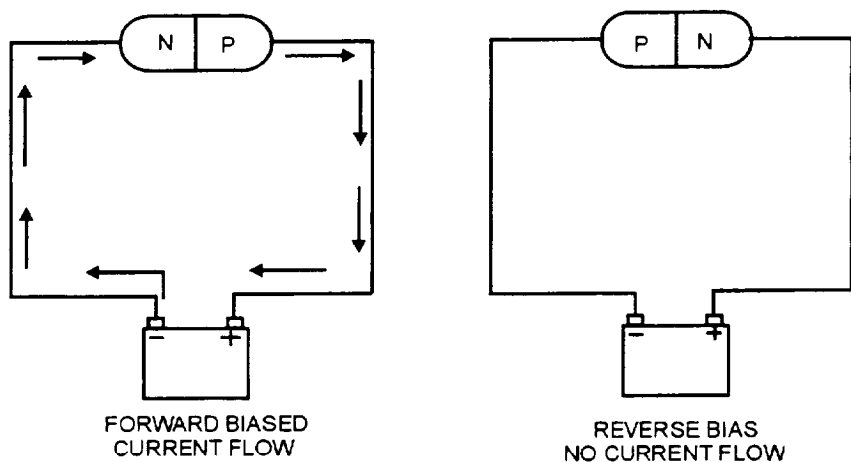 N P
P N
- +
- +
FORWARD BIASED
CURRENT FLOW
REVERSE BIAS
NO CURRENT FLOW